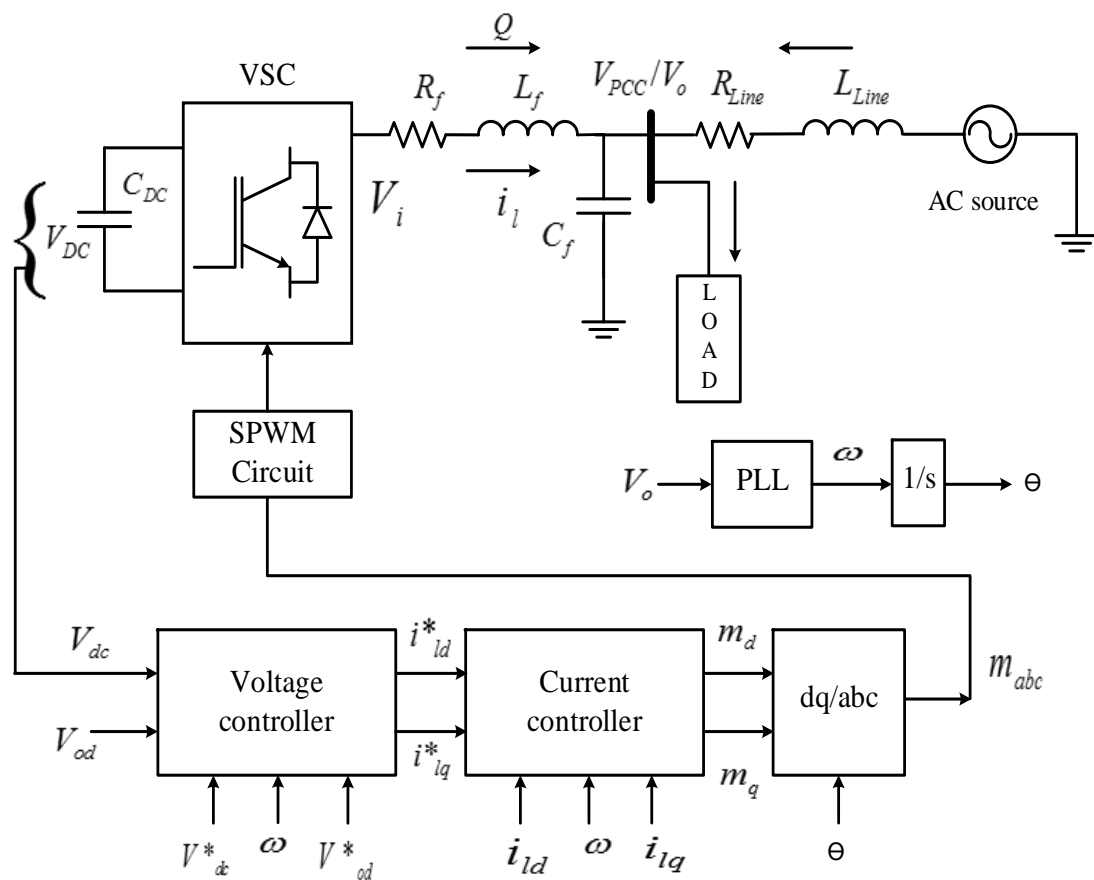 Q
VSC
R_f
L_f
V_PCC/V_o
R_Line
L_Line
C_DC
V_DC
V_i
i_l
C_f
AC source
L
O
A
D
SPWM
Circuit
V_o
PLL
ω
1/s
Θ
V_dc
V_od
Voltage
controller
i*_ld
i*_lq
Current
controller
m_d
m_q
dq/abc
m_abc
V*_dc
ω
V*_od
i_ld
ω
i_lq
Θ